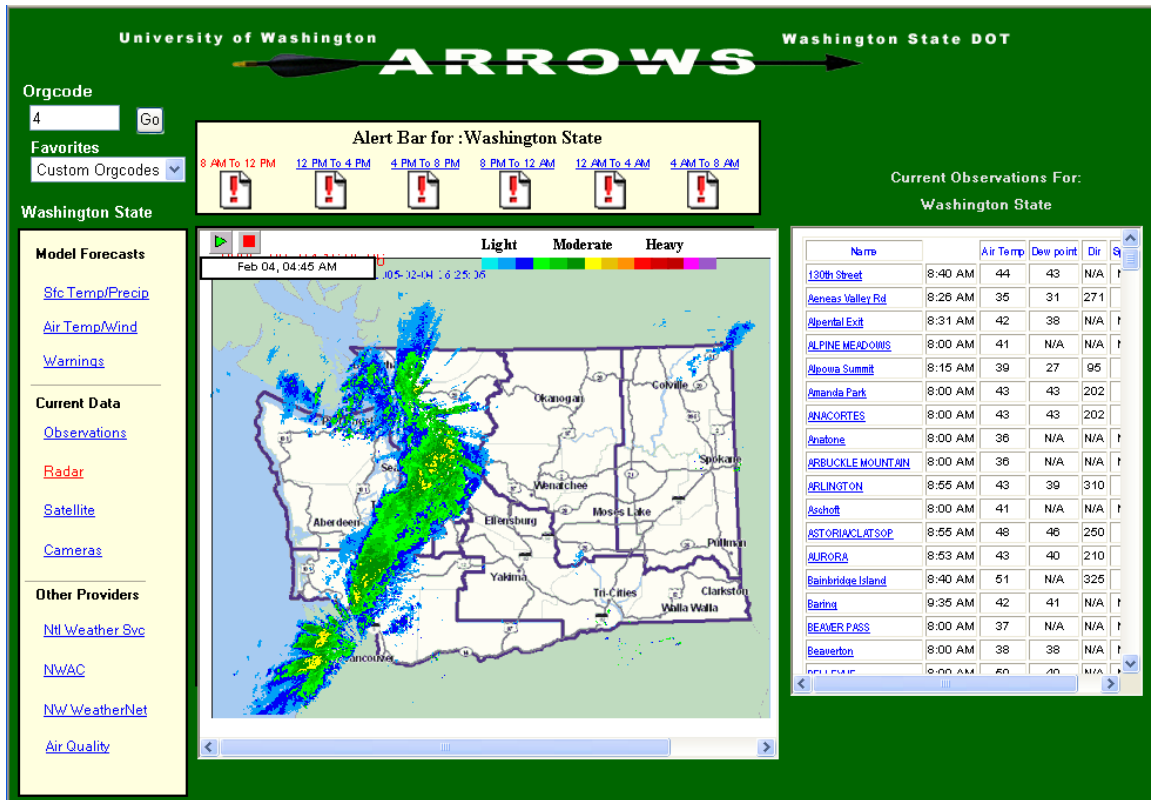 University of Washington
ARROWS
Washington State DOT
Orgcode
4
Go
Favorites
Custom Orgcodes
Washington State
Alert Bar for :Washington State
8 AM To 12 PM 12 PM To 4 PM 4 PM To 8 PM 8 PM To 12 AM 12 AM To 4 AM 4 AM To 8 AM
Model Forecasts
Sfc Temp/Precip
Air Temp/Wind
Warnings
Current Data
Observations
Radar
Satellite
Cameras
Other Providers
Ntl Weather Svc
NWAC
NW WeatherNet
Air Quality
Light Moderate Heavy
Feb 04, 04:45 AM
Colville
Okanogan
Spokane
Wenatchee
Moses Lake
Ellensburg
Aberdeen
Pullman
Yakima
Tri-Cities
Clarkston
Walla Walla
Current Observations For:
Washington State
Name Air Temp Dew point Dir
130th Street 8:40 AM 44 43 N/A
Aeneas Valley Rd 8:26 AM 35 31 271
Alpental Exit 8:31 AM 42 38 N/A
ALPINE MEADOWS 8:00 AM 41 N/A N/A
Alpowa Summit 8:15 AM 39 27 95
Amanda Park 8:00 AM 43 43 202
ANACORTES 8:00 AM 43 43 202
Anatone 8:00 AM 36 N/A N/A
ARBUCKLE MOUNTAIN 8:00 AM 36 N/A N/A
ARLINGTON 8:55 AM 43 39 310
Aschoft 8:00 AM 41 N/A N/A
ASTORIA/CLATSOP 8:55 AM 48 46 250
AURORA 8:53 AM 43 40 210
Bainbridge Island 8:40 AM 51 N/A 325
Baring 9:35 AM 42 41 N/A
BEAVER PASS 8:00 AM 37 N/A N/A
Beaverton 8:00 AM 38 38 N/A